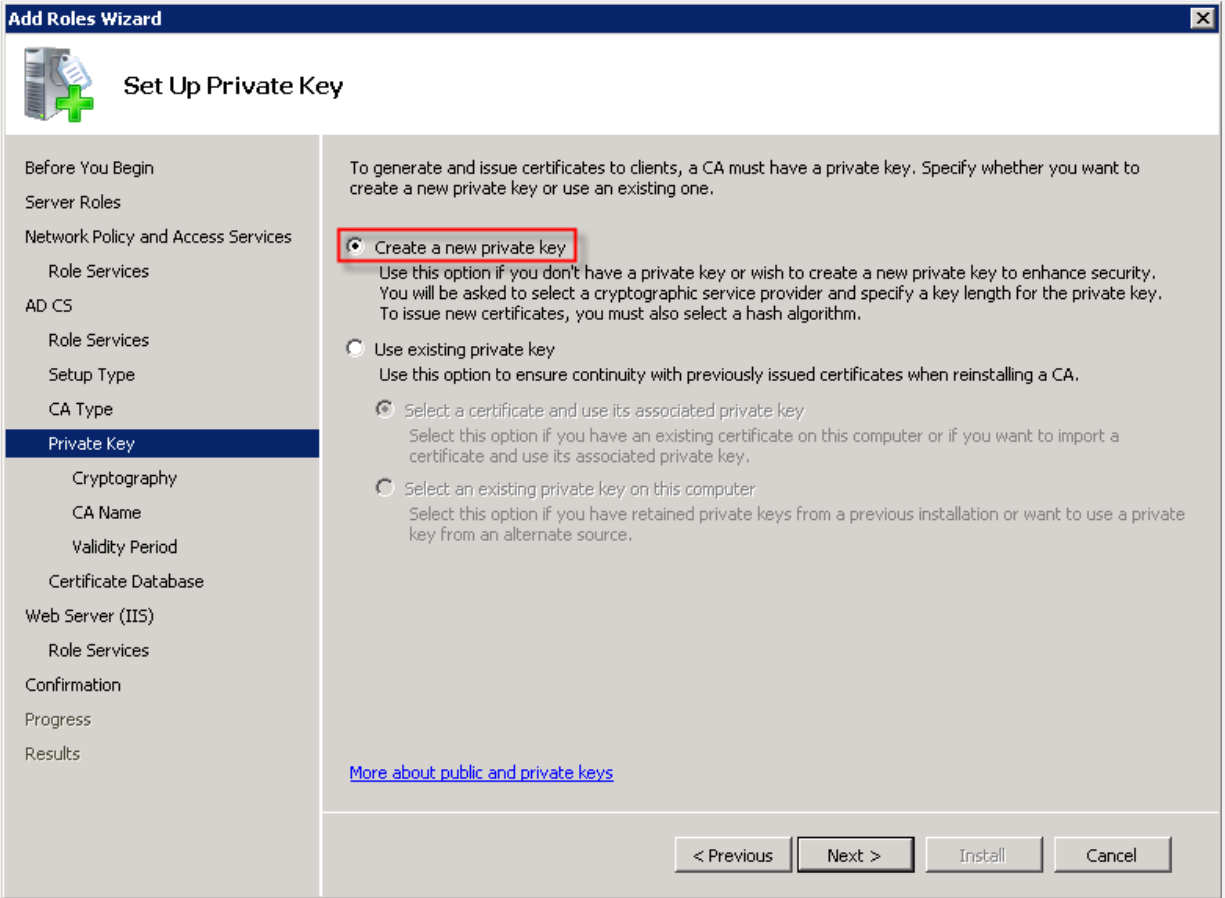 Add Roles Wizard
Set Up Private Key
Before You Begin
Server Roles
Network Policy and Access Services
Role Services
AD CS
Role Services
Setup Type
CA Type
Private Key
Cryptography
CA Name
Validity Period
Certificate Database
Web Server (IIS)
Role Services
Confirmation
Progress
Results
To generate and issue certificates to clients, a CA must have a private key. Specify whether you want to
create a new private key or use an existing one.
Create a new private key
Use this option if you don't have a private key or wish to create a new private key to enhance security.
You will be asked to select a cryptographic service provider and specify a key length for the private key.
To issue new certificates, you must also select a hash algorithm.
Use existing private key
Use this option to ensure continuity with previously issued certificates when reinstalling a CA.
Select a certificate and use its associated private key
Select this option if you have an existing certificate on this computer or if you want to import a
certificate and use its associated private key.
Select an existing private key on this computer
Select this option if you have retained private keys from a previous installation or want to use a private
key from an alternate source.
More about public and private keys
< Previous
Next >
Install
Cancel